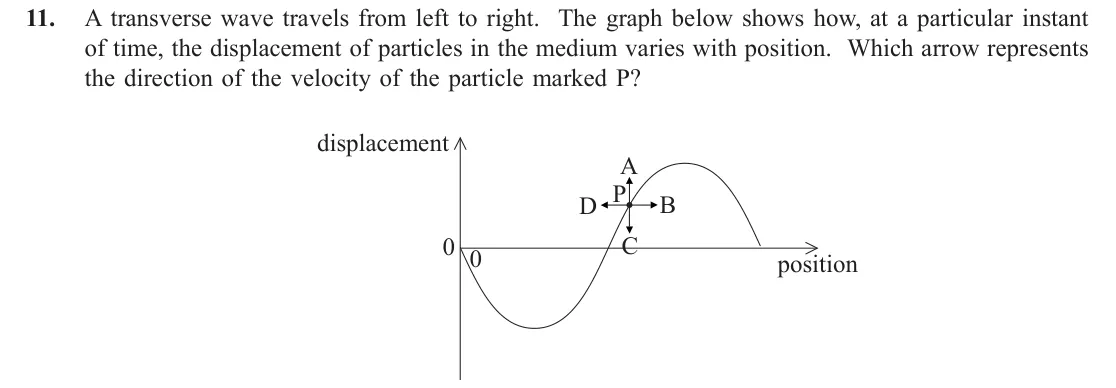 11. A transverse wave travels from left to right. The graph below shows how, at a particular instant
of time, the displacement of particles in the medium varies with position. Which arrow represents
the direction of the velocity of the particle marked P?
displacement
A
P
D
B
0
C
0
position